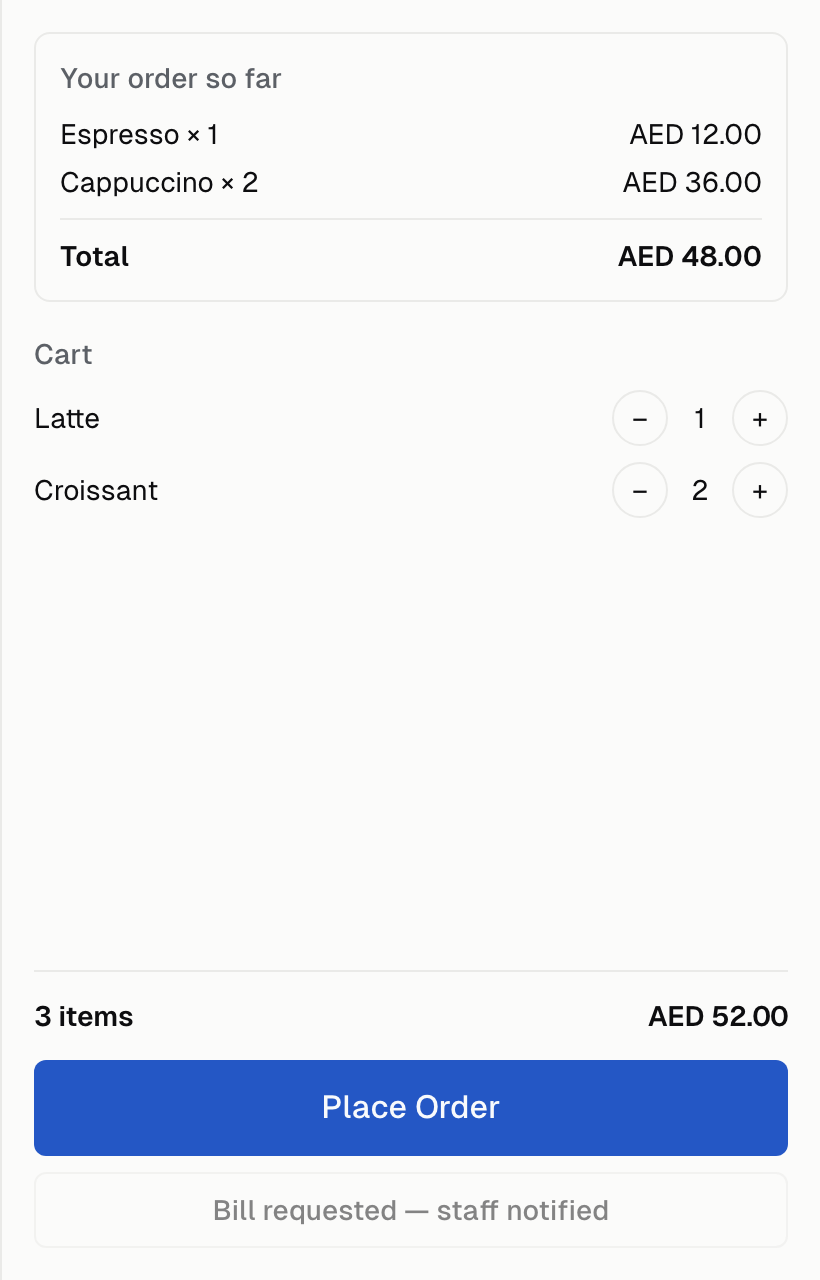 Your order so far
Espresso × 1 AED 12.00
Cappuccino × 2 AED 36.00
Total AED 48.00
Cart
Latte − 1 +
Croissant − 2 +
3 items AED 52.00
Place Order
Bill requested — staff notified